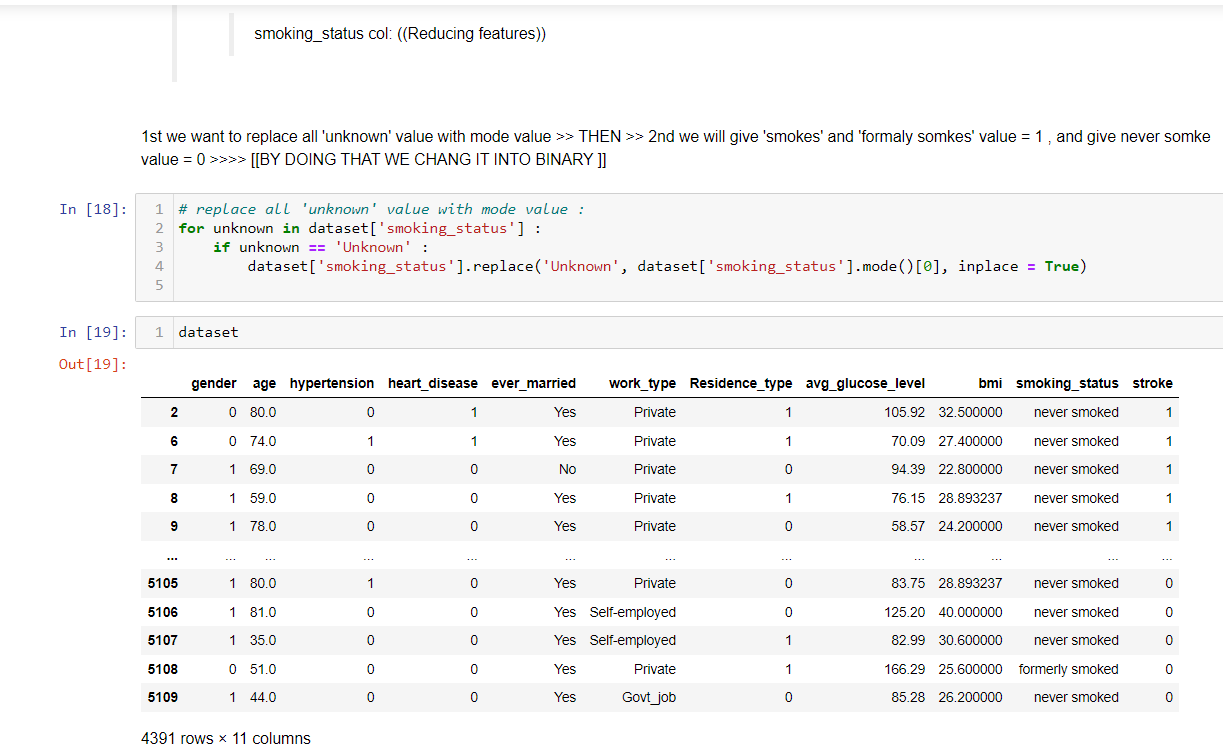 smoking_status col: ((Reducing features))
1st we want to replace all 'unknown' value with mode value >> THEN >> 2nd we will give 'smokes' and 'formaly somkes' value = 1 , and give never somke
value = 0 >>>> [[BY DOING THAT WE CHANG IT INTO BINARY ]]
In [18]:
1 # replace all 'unknown' value with mode value :
2 for unknown in dataset['smoking_status'] :
3     if unknown == 'Unknown' :
4         dataset['smoking_status'].replace('Unknown', dataset['smoking_status'].mode()[0], inplace = True)
5
In [19]: 1 dataset
Out[19]:
gender age hypertension heart_disease ever_married work_type Residence_type avg_glucose_level bmi smoking_status stroke
2 0 80.0 0 1 Yes Private 1 105.92 32.500000 never smoked 1
6 0 74.0 1 1 Yes Private 1 70.09 27.400000 never smoked 1
7 1 69.0 0 0 No Private 0 94.39 22.800000 never smoked 1
8 1 59.0 0 0 Yes Private 1 76.15 28.893237 never smoked 1
9 1 78.0 0 0 Yes Private 0 58.57 24.200000 never smoked 1
... ... ... ... ... ... ... ... ... ... ... ...
5105 1 80.0 1 0 Yes Private 0 83.75 28.893237 never smoked 0
5106 1 81.0 0 0 Yes Self-employed 0 125.20 40.000000 never smoked 0
5107 1 35.0 0 0 Yes Self-employed 1 82.99 30.600000 never smoked 0
5108 0 51.0 0 0 Yes Private 1 166.29 25.600000 formerly smoked 0
5109 1 44.0 0 0 Yes Govt_job 0 85.28 26.200000 never smoked 0
4391 rows × 11 columns